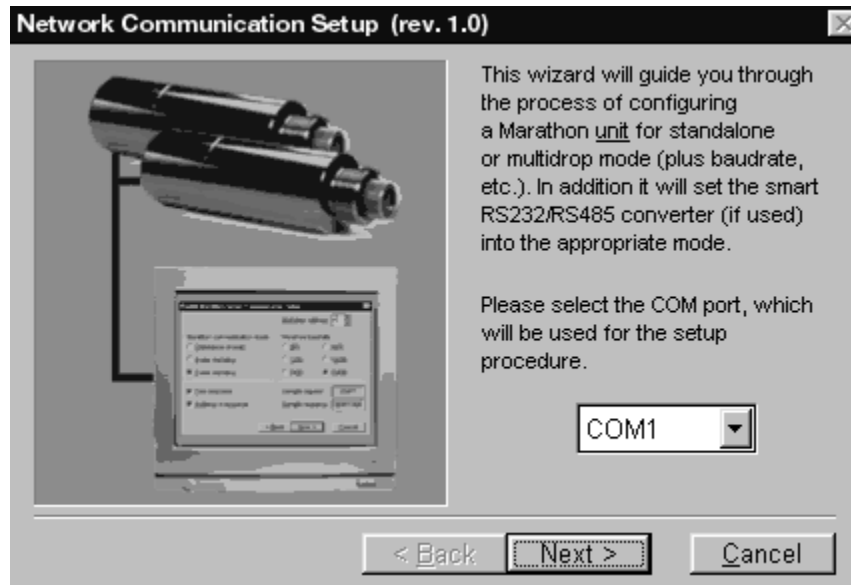 Network Communication Setup (rev. 1.0)
This wizard will guide you through
the process of configuring
a Marathon unit for standalone
or multidrop mode (plus baudrate,
etc.). In addition it will set the smart
RS232/RS485 converter (if used)
into the appropriate mode.
Please select the COM port, which
will be used for the setup
procedure.
COM1
< Back
Next >
Cancel